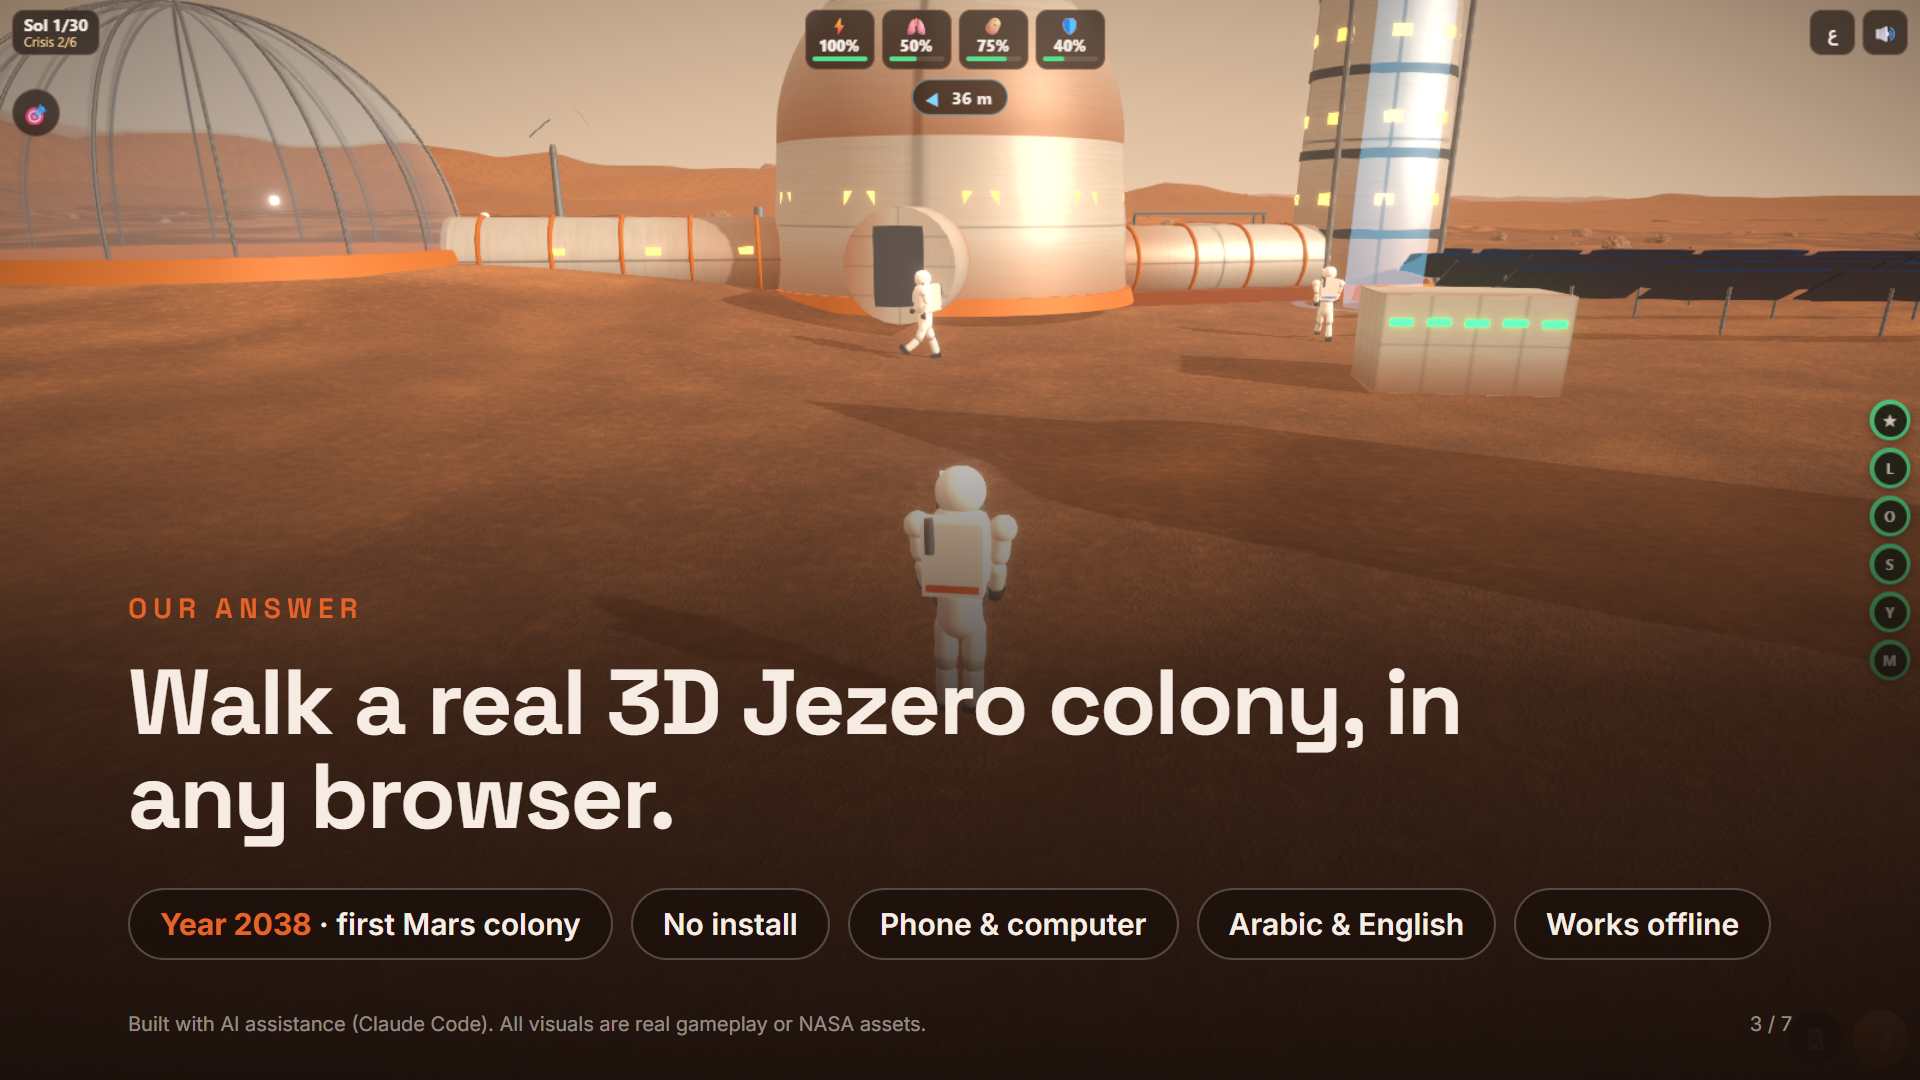 Sol 1/30
Crisis 2/6
100%
50%
75%
40%
36 m
ع
L
O
S
Y
M
OUR ANSWER
Walk a real 3D Jezero colony, in
any browser.
Year 2038 · first Mars colony
No install
Phone & computer
Arabic & English
Works offline
Built with AI assistance (Claude Code). All visuals are real gameplay or NASA assets.
3 / 7